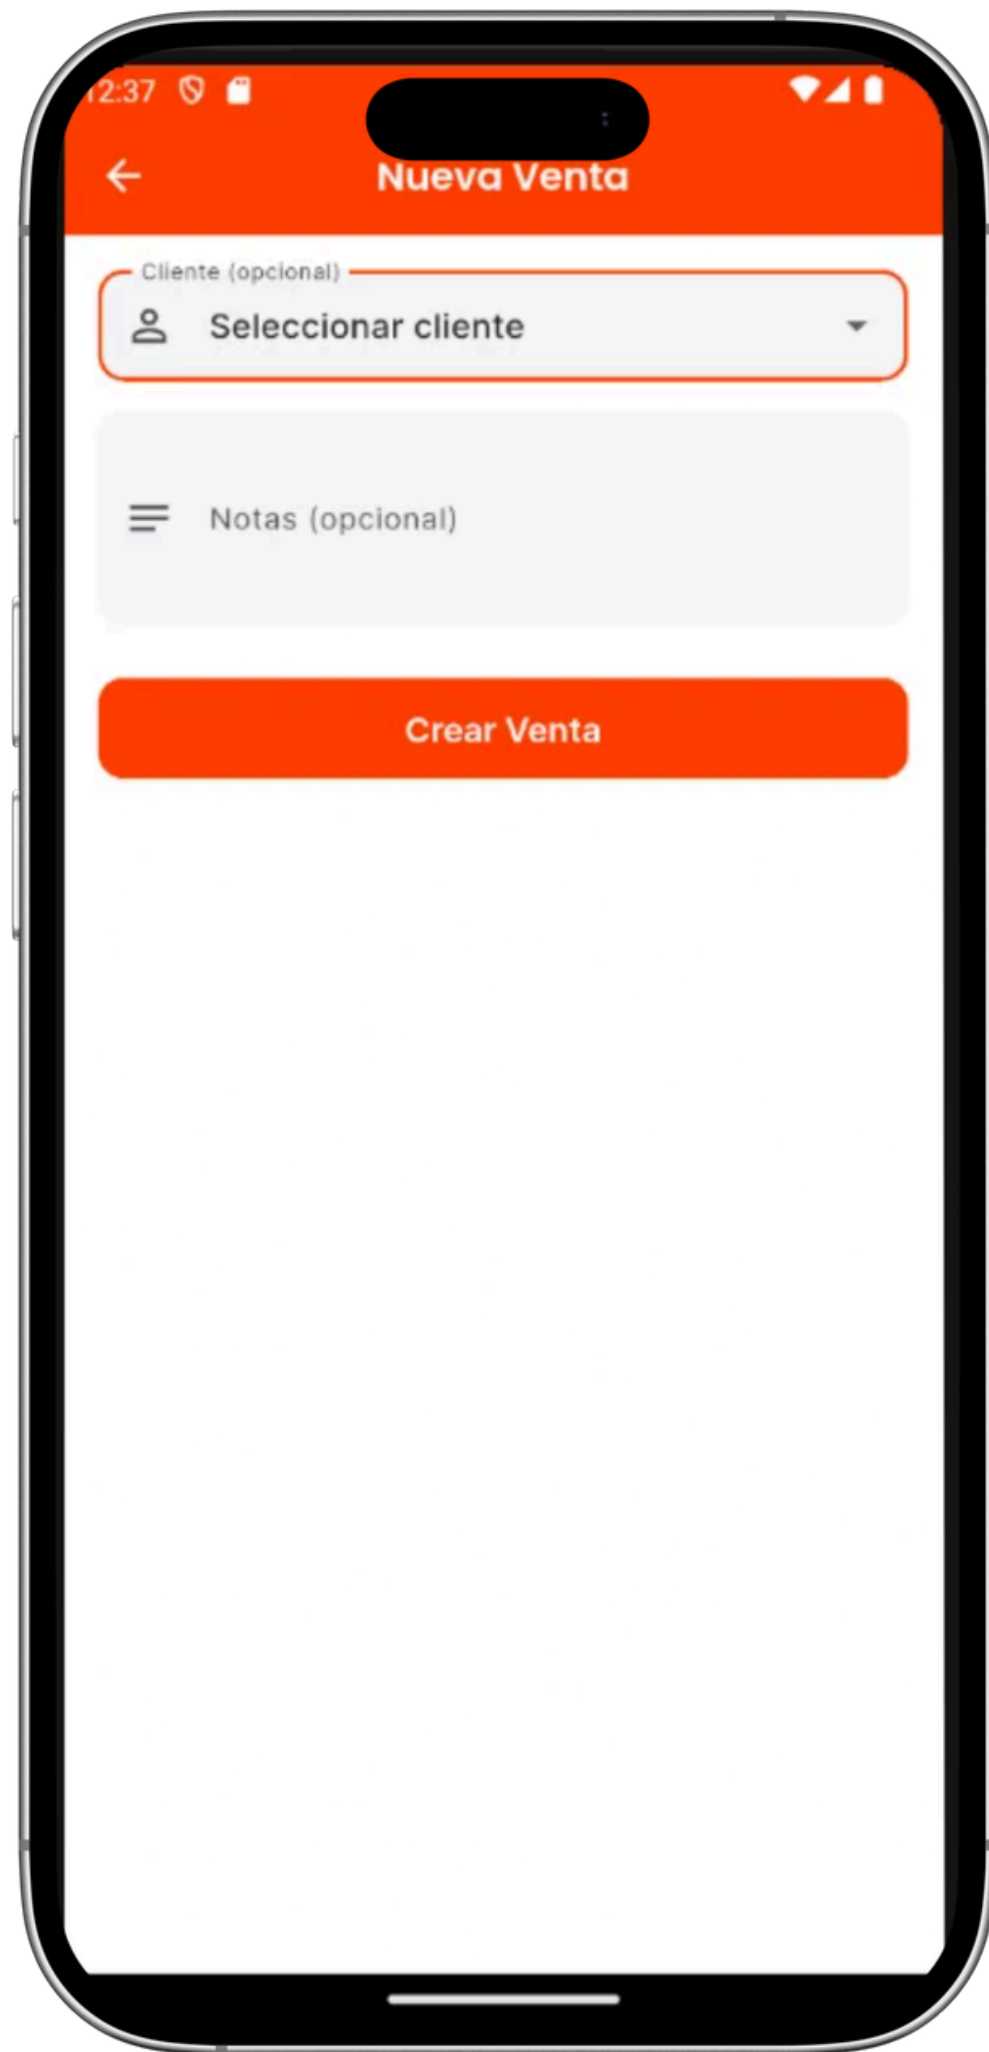 12:37
Nueva Venta
Cliente (opcional)
Seleccionar cliente
Notas (opcional)
Crear Venta